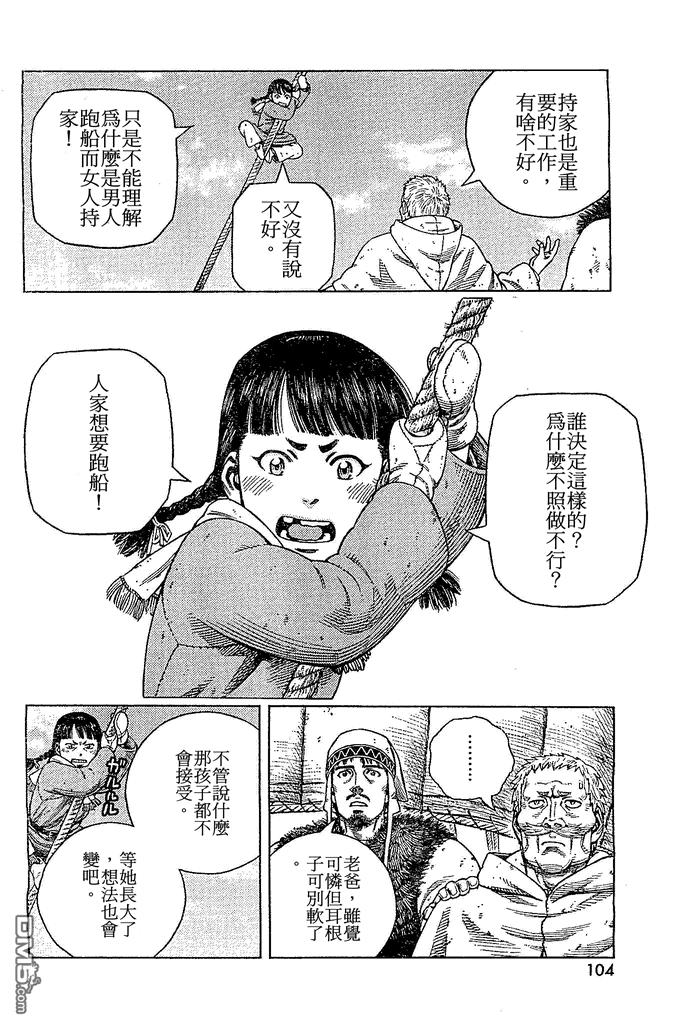 持家也是重
要的工作，
有啥不好。
又沒有說
不好。
只是不能理解
爲什麼是男人
跑船而女人持
家！
誰決定這樣的？
爲什麼不照做不行？
人家想要跑船！
………
老爸，雖覺
可憐但耳根
子可別軟了
。
不管說什麼
那孩子都不
會接受。
等她長大了
，想法也會
變吧。
104
DM5
.com